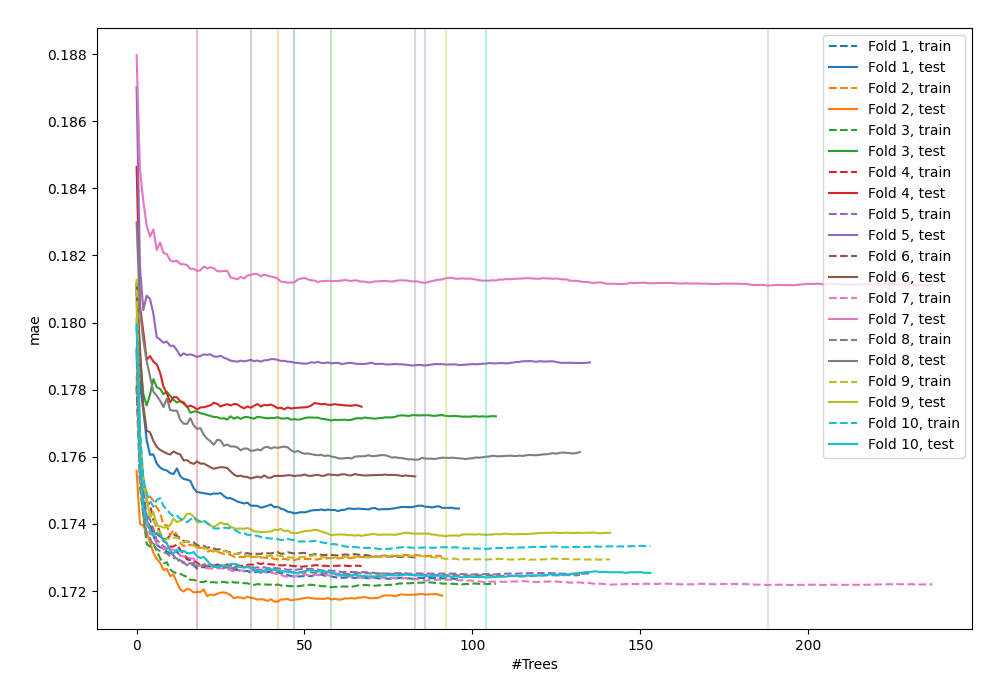 0.188
0.186
0.184
0.182
0.180
0.178
0.176
0.174
0.172
mae
0
50
100
150
200
#Trees
Fold 1, train
Fold 1, test
Fold 2, train
Fold 2, test
Fold 3, train
Fold 3, test
Fold 4, train
Fold 4, test
Fold 5, train
Fold 5, test
Fold 6, train
Fold 6, test
Fold 7, train
Fold 7, test
Fold 8, train
Fold 8, test
Fold 9, train
Fold 9, test
Fold 10, train
Fold 10, test